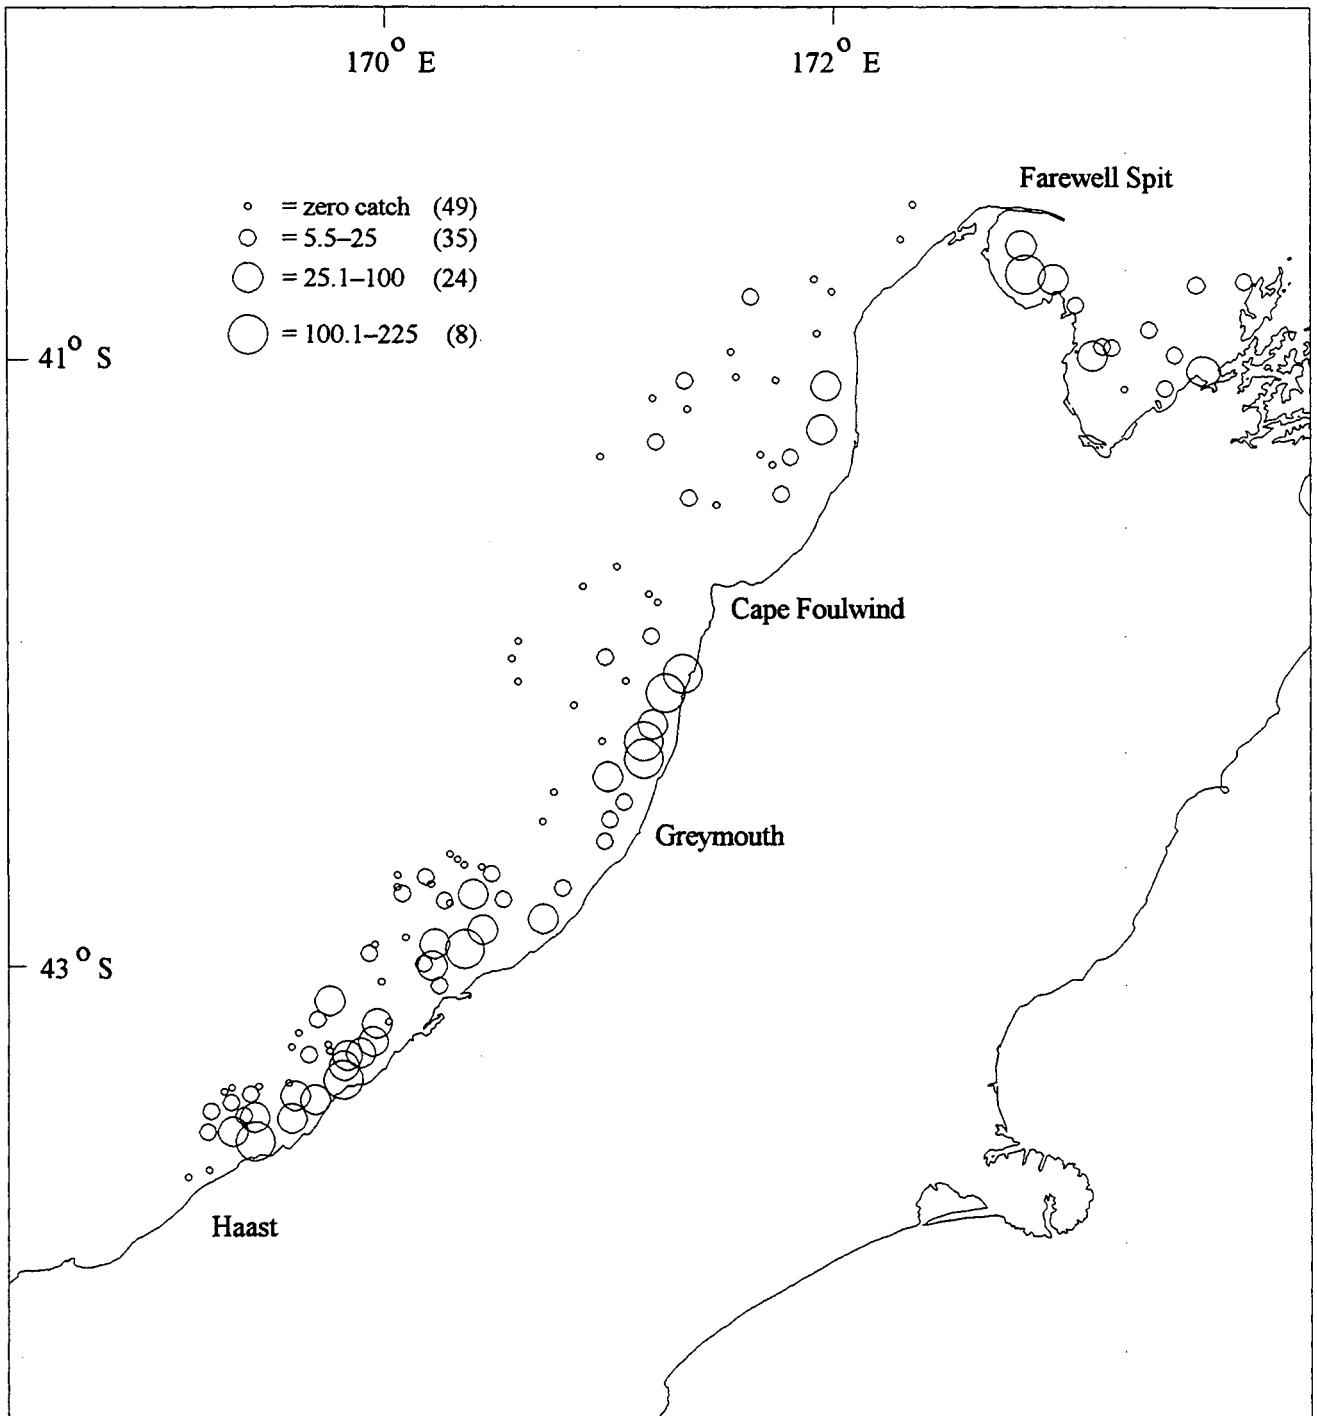 170° E
172° E
Farewell Spit
= zero catch (49)
= 5.5–25 (35)
= 25.1–100 (24)
= 100.1–225 (8)
41° S
Cape Foulwind
Greymouth
43° S
Haast